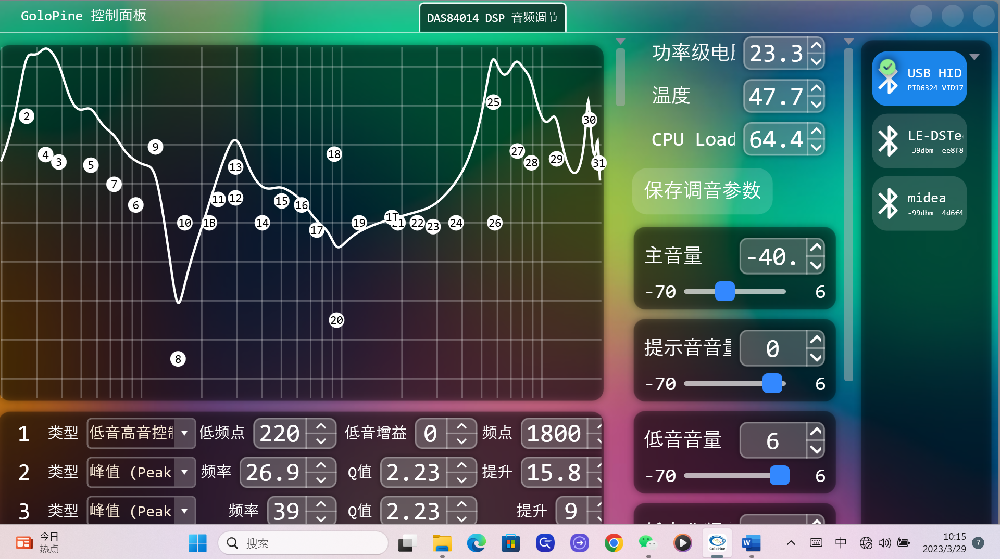 GoloPine 控制面板
DAS84014 DSP 音频调节
2
4
3
5
7
6
9
8
10
1B
11
12
13
14
15
16
17
18
19
20
1T
21
22
23
24
25
26
27
28
29
30
31
功率级电
23.3
温度
47.7
CPU Load
64.4
保存调音参数
主音量
-40.
-70
6
提示音音
0
-70
6
低音音量
6
-70
6
USB HID
PID6324 VID17
LE-DSTe
-39dbm ee8f8
midea
-99dbm 4d6f4
1 类型 低音高音控制 低频点 220 低音增益 0 频点 1800
2 类型 峰值 (Peak 频率 26.9 Q值 2.23 提升 15.8
3 类型 峰值 (Peak 频率 39 Q值 2.23 提升 9
今日
热点
搜索
GoloPine
W
中
10:15
2023/3/29
7